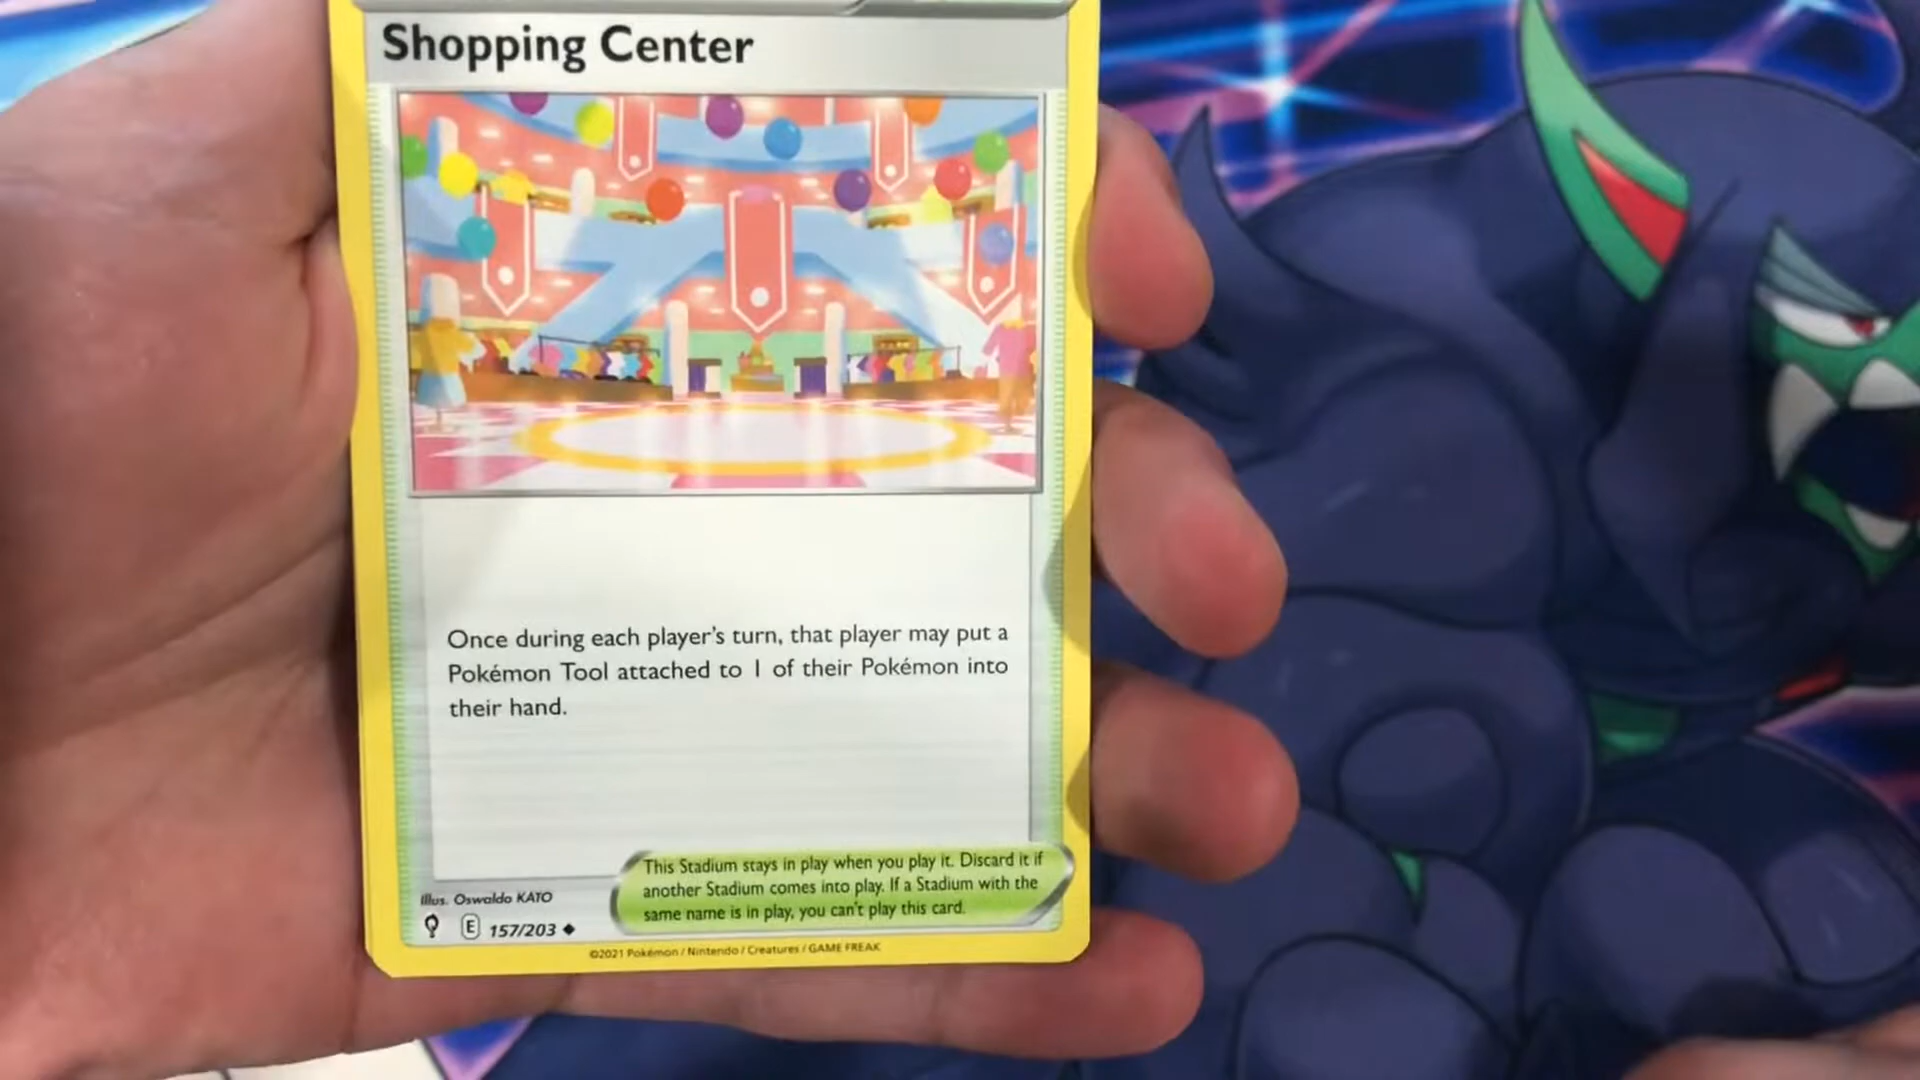 Shopping Center
Once during each player's turn, that player may put a
Pokémon Tool attached to 1 of their Pokémon into
their hand.
This Stadium stays in play when you play it. Discard it if
another Stadium comes into play. If a Stadium with the
same name is in play, you can't play this card.
Illus. Oswaldo KATO
E 157/203
©2021 Pokémon / Nintendo / Creatures / GAME FREAK